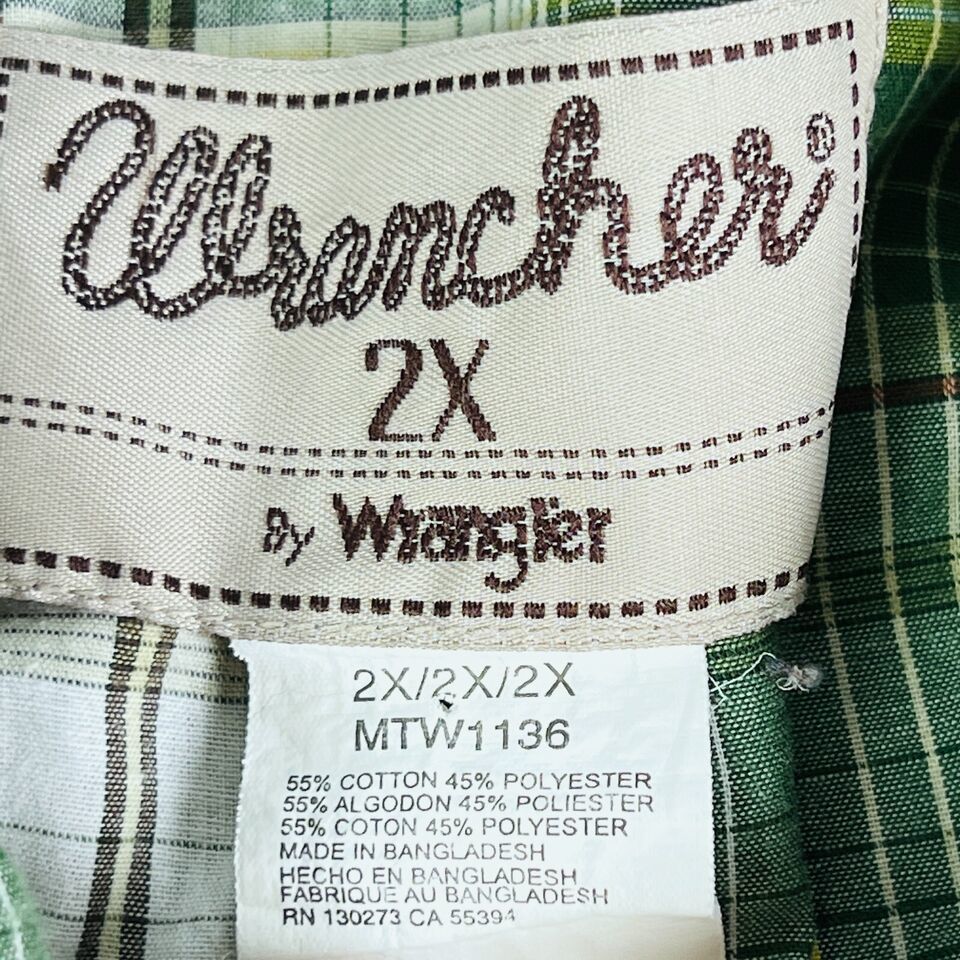 Wrancher®
2X
By Wrangler
2X/2X/2X
MTW1136
55% COTTON 45% POLYESTER
55% ALGODON 45% POLIESTER
55% COTON 45% POLYESTER
MADE IN BANGLADESH
HECHO EN BANGLADESH
FABRIQUE AU BANGLADESH
RN 130273 CA 55394